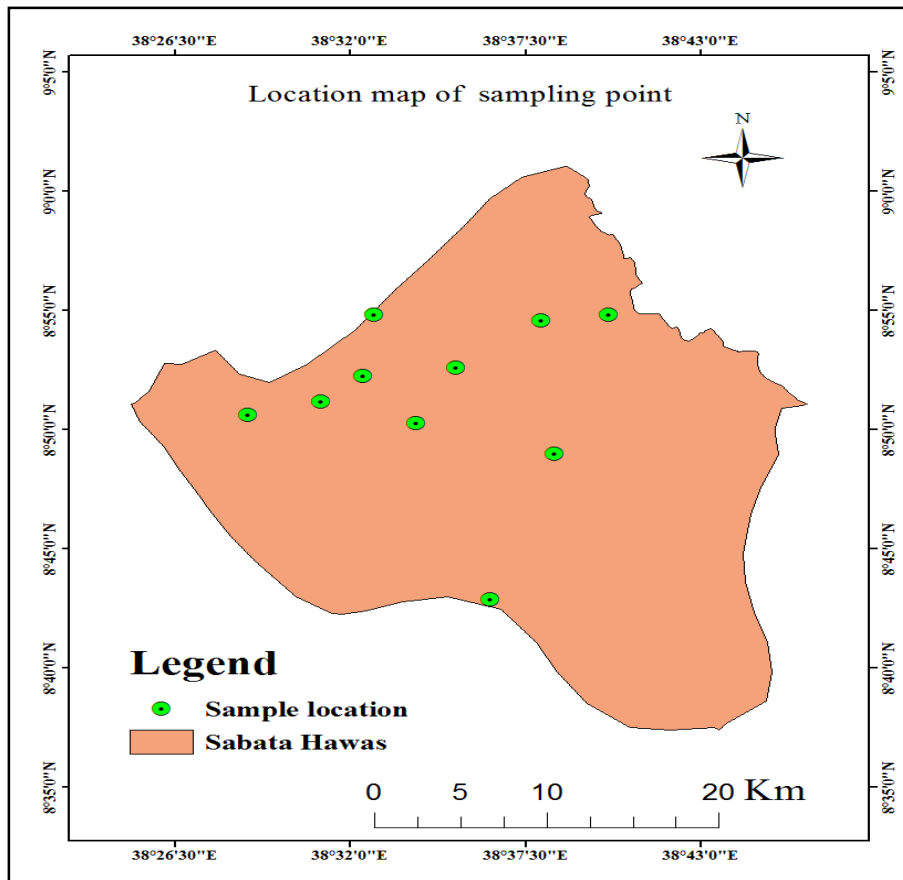 38°26'30"E 38°32'0"E 38°37'30"E 38°43'0"E
Location map of sampling point
N
9°5'0"N 9°5'0"N
9°0'0"N 9°0'0"N
8°55'0"N 8°55'0"N
8°50'0"N 8°50'0"N
8°45'0"N 8°45'0"N
8°40'0"N 8°40'0"N
8°35'0"N 8°35'0"N
Legend
Sample location
Sabata Hawas
0 5 10 20 Km
38°26'30"E 38°32'0"E 38°37'30"E 38°43'0"E